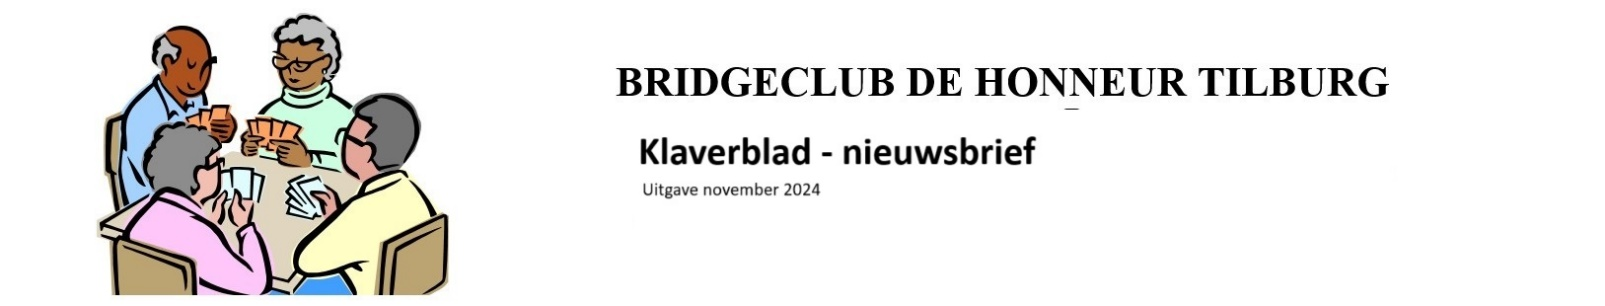 BRIDGECLUB DE HONNEUR TILBURG
Klaverblad - nieuwsbrief
Uitgave november 2024